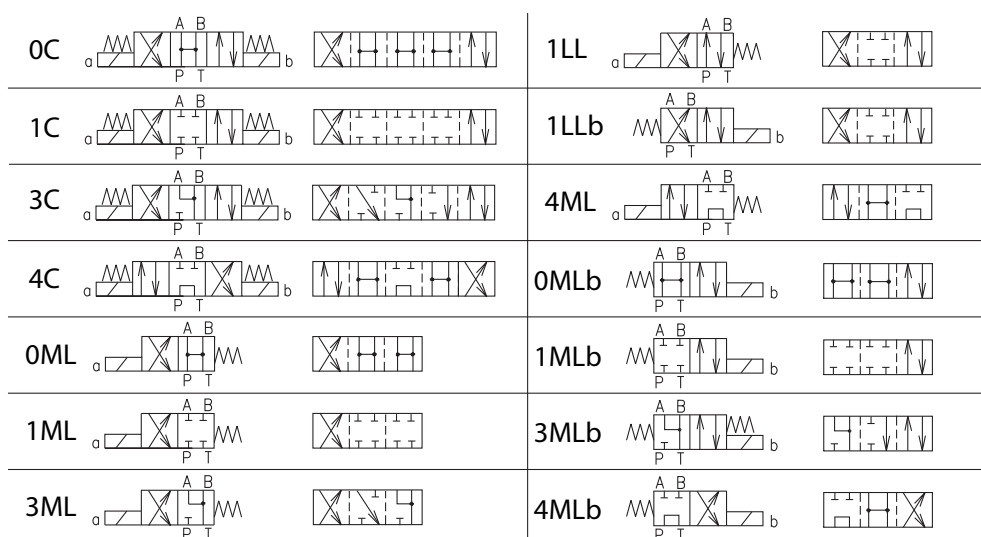 0C A B a b P T
1C A B a b P T
3C A B a b P T
4C A B a b P T
0ML A B a P T
1ML A B a P T
3ML A B a P T
1LL A B a P T
1LLb A B b P T
4ML A B a P T
0MLb A B b P T
1MLb A B b P T
3MLb A B b P T
4MLb A B b P T